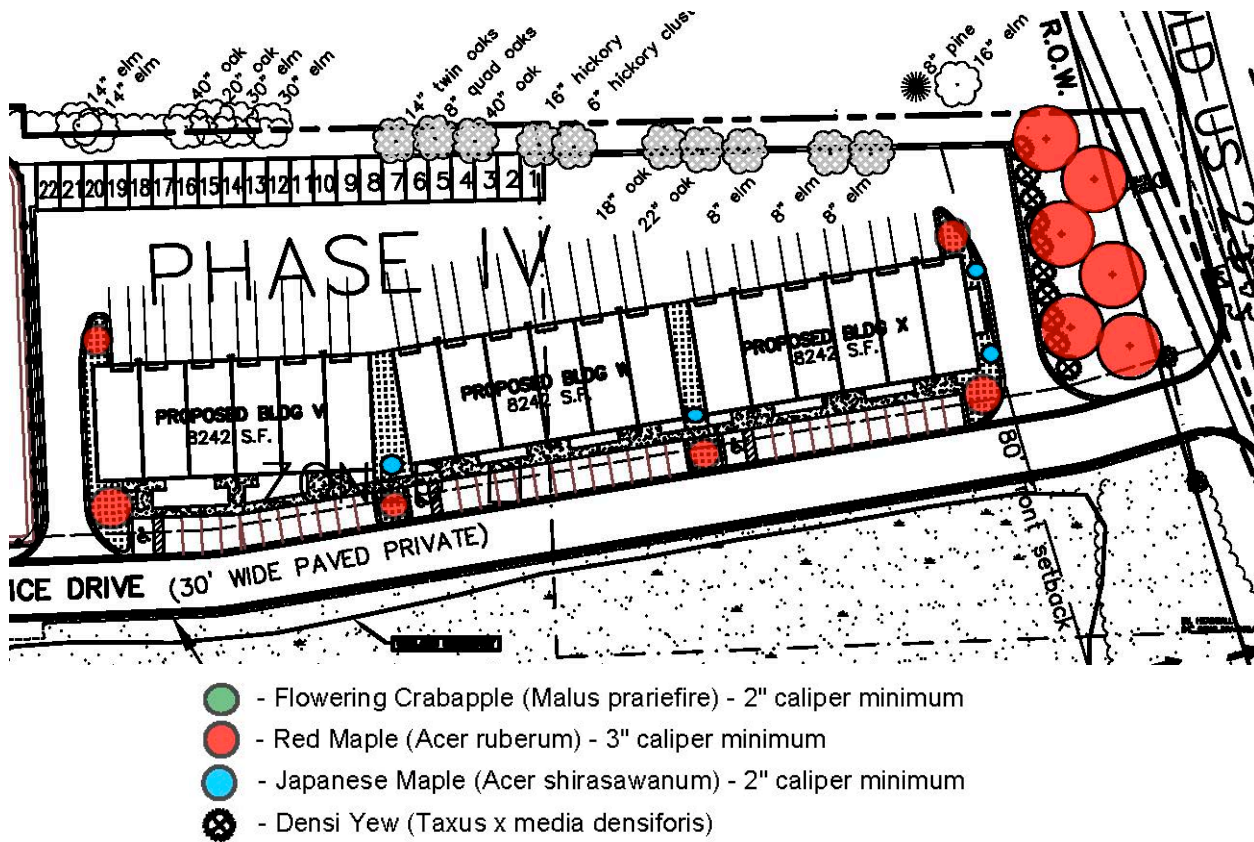 14" elm
14" elm
40" oak
20" oak
30" elm
30" elm
14" twin oaks
8" quad oaks
40" oak
16" hickory
6" hickory clust
8" pine
16" elm
R.O.W.
OLD US 2
22 21 20 19 18 17 16 15 14 13 12 11 10 9 8 7 6 5 4 3 2 1
18" oak
22" oak
8" elm
8" elm
8" elm
PHASE IV
PROPOSED BLDG V
8242 S.F.
PROPOSED BLDG W
8242 S.F.
PROPOSED BLDG X
8242 S.F.
80'
front setback
ICE DRIVE (30' WIDE PAVED PRIVATE)
- Flowering Crabapple (Malus prariefire) - 2" caliper minimum
- Red Maple (Acer ruberum) - 3" caliper minimum
- Japanese Maple (Acer shirasawanum) - 2" caliper minimum
- Densi Yew (Taxus x media densiforis)